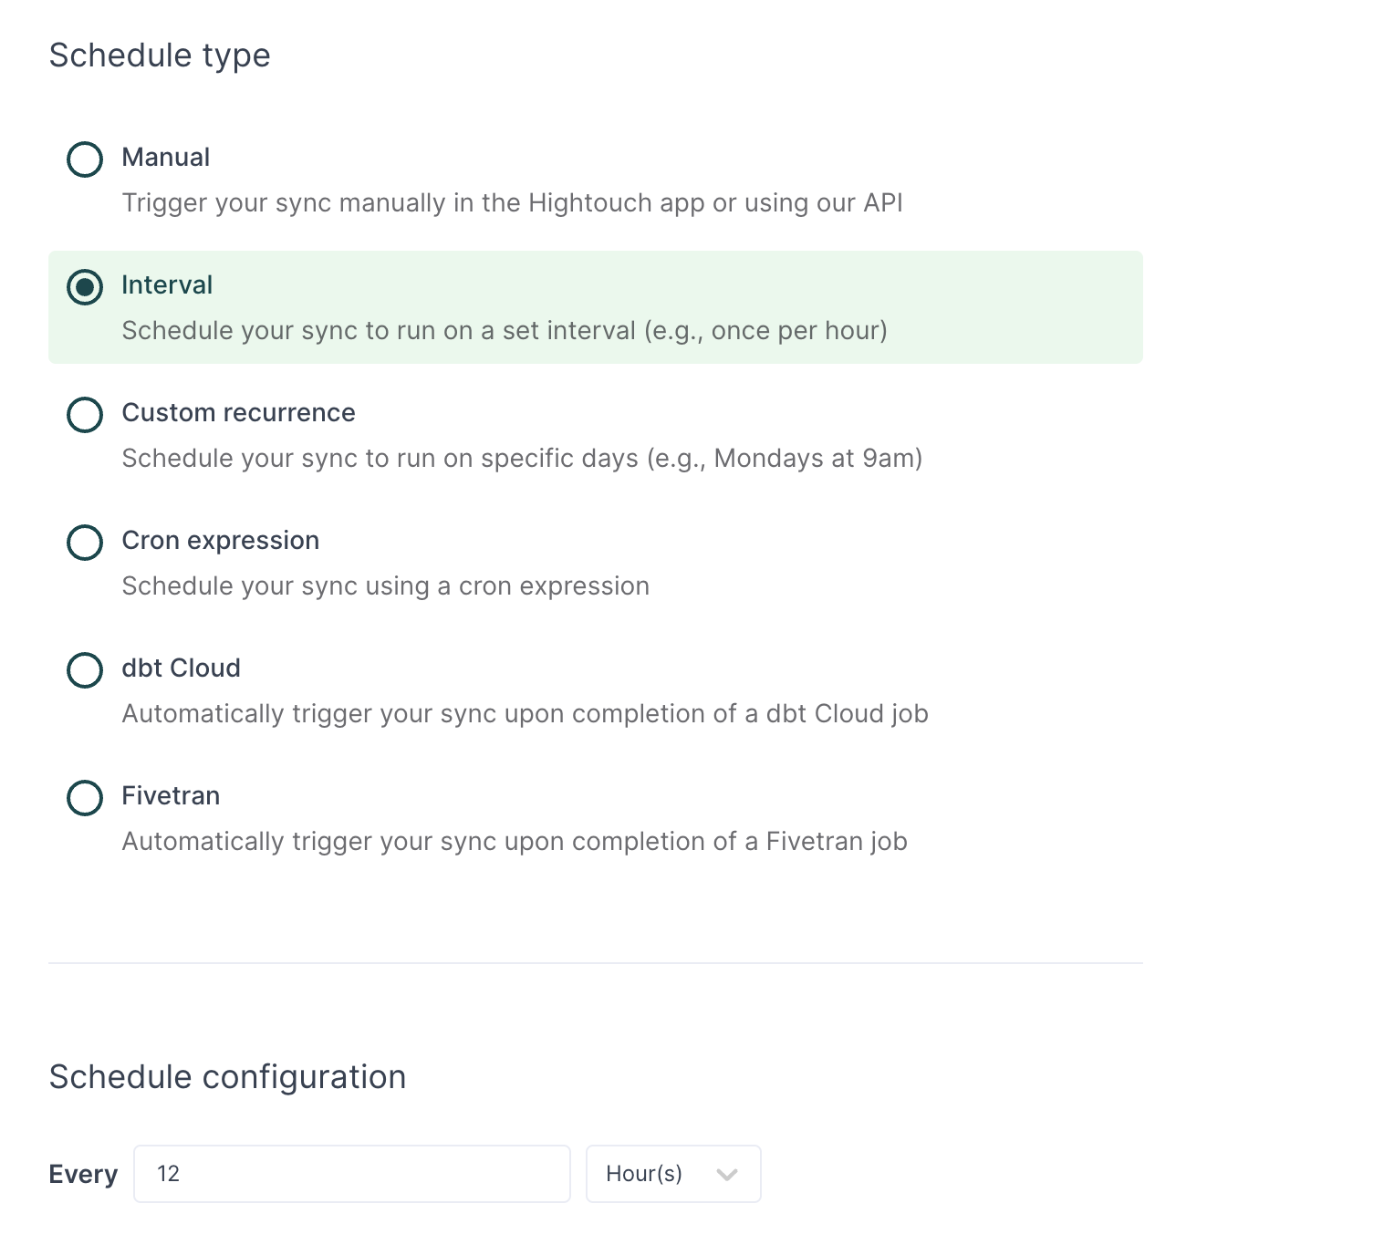 Schedule type
Manual
Trigger your sync manually in the Hightouch app or using our API
Interval
Schedule your sync to run on a set interval (e.g., once per hour)
Custom recurrence
Schedule your sync to run on specific days (e.g., Mondays at 9am)
Cron expression
Schedule your sync using a cron expression
dbt Cloud
Automatically trigger your sync upon completion of a dbt Cloud job
Fivetran
Automatically trigger your sync upon completion of a Fivetran job
Schedule configuration
Every 12 Hour(s)